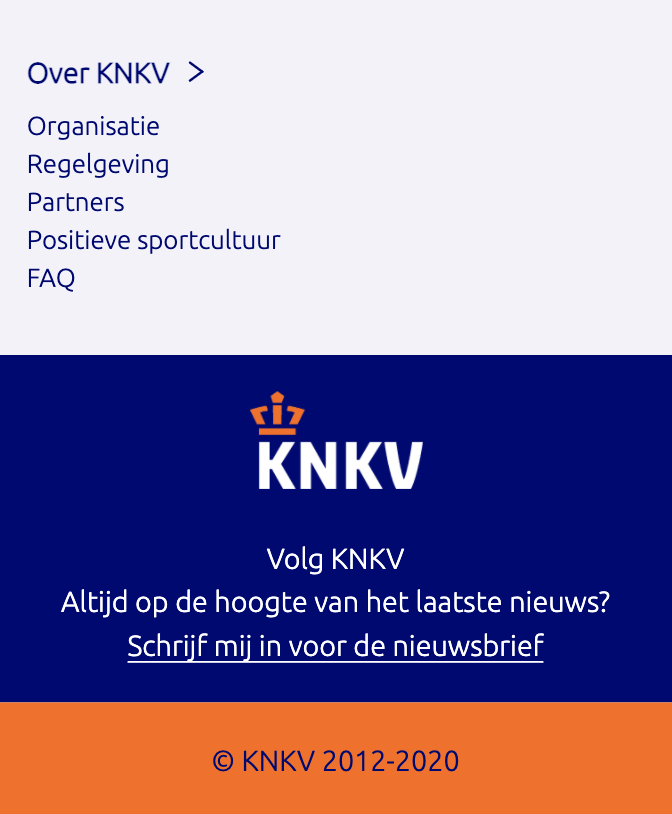 Over KNKV >
Organisatie
Regelgeving
Partners
Positieve sportcultuur
FAQ
KNKV
Volg KNKV
Altijd op de hoogte van het laatste nieuws?
Schrijf mij in voor de nieuwsbrief
© KNKV 2012-2020